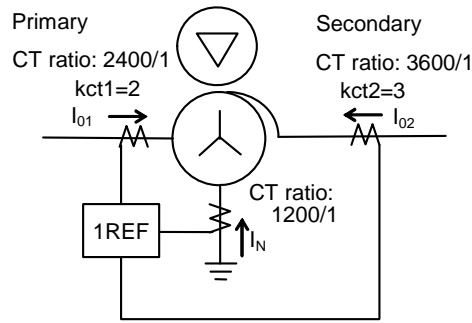 Primary
CT ratio: 2400/1
kct1=2
I01
Secondary
CT ratio: 3600/1
kct2=3
I02
CT ratio:
1200/1
1REF
IN